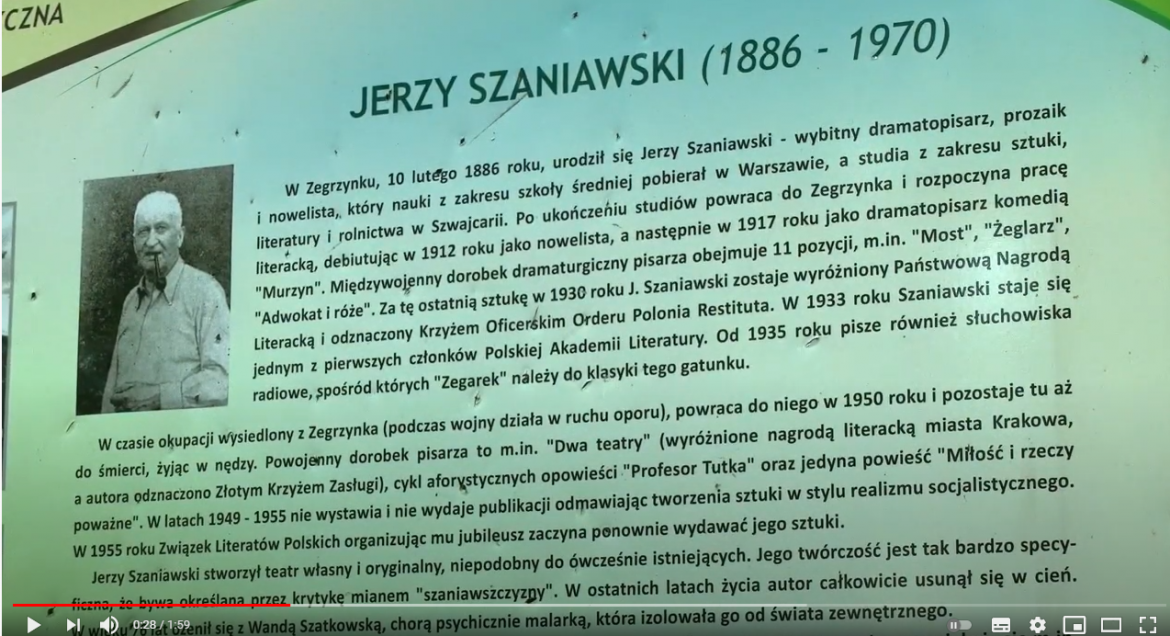 CZNA
JERZY SZANIAWSKI (1886 - 1970)
W Zegrzynku, 10 lutego 1886 roku, urodził się Jerzy Szaniawski - wybitny dramatopisarz, prozaik
i nowelista, który nauki z zakresu szkoły średniej pobierał w Warszawie, a studia z zakresu sztuki,
literatury i rolnictwa w Szwajcarii. Po ukończeniu studiów powraca do Zegrzynka i rozpoczyna pracę
literacką, debiutując w 1912 roku jako nowelista, a następnie w 1917 roku jako dramatopisarz komedią
"Murzyn". Międzywojenny dorobek dramaturgiczny pisarza obejmuje 11 pozycji, m.in. "Most", "Żeglarz",
"Adwokat i róże". Za tę ostatnią sztukę w 1930 roku J. Szaniawski zostaje wyróżniony Państwową Nagrodą
Literacką i odznaczony Krzyżem Oficerskim Orderu Polonia Restituta. W 1933 roku Szaniawski staje się
jednym z pierwszych członków Polskiej Akademii Literatury. Od 1935 roku pisze również słuchowiska
radiowe, spośród których "Zegarek" należy do klasyki tego gatunku.
W czasie okupacji wysiedlony z Zegrzynka (podczas wojny działa w ruchu oporu), powraca do niego w 1950 roku i pozostaje tu aż
do śmierci, żyjąc w nędzy. Powojenny dorobek pisarza to m.in. "Dwa teatry" (wyróżnione nagrodą literacką miasta Krakowa,
a autora odznaczono Złotym Krzyżem Zasługi), cykl aforystycznych opowieści "Profesor Tutka" oraz jedyna powieść "Miłość i rzeczy
poważne". W latach 1949 - 1955 nie wystawia i nie wydaje publikacji odmawiając tworzenia sztuki w stylu realizmu socjalistycznego.
W 1955 roku Związek Literatów Polskich organizując mu jubileusz zaczyna ponownie wydawać jego sztuki.
Jerzy Szaniawski stworzył teatr własny i oryginalny, niepodobny do ówcześnie istniejących. Jego twórczość jest tak bardzo specy-
ficzna, że bywa określana przez krytykę mianem "szaniawszczyzny". W ostatnich latach życia autor całkowicie usunął się w cień.
W wieku 76 lat ożenił się z Wandą Szatkowską, chorą psychicznie malarką, która izolowała go od świata zewnętrznego.
0:28 / 1:59